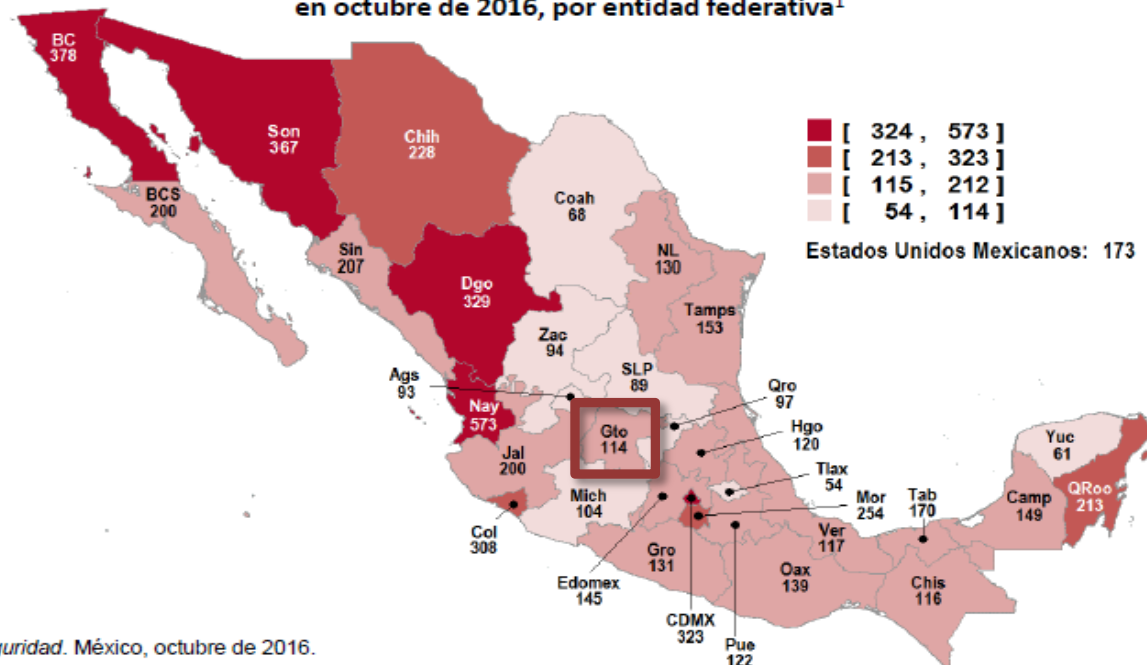 en octubre de 2016, por entidad federativa¹
BC
378
Son
367
Chih
228
BCS
200
Coah
68
Sin
207
NL
130
Dgo
329
Tamps
153
Zac
94
SLP
89
Ags
93
Qro
97
Nay
573
Gto
114
Hgo
120
Jal
200
Tlax
54
Mich
104
Mor
254
Tab
170
Yuc
61
Camp
149
QRoo
213
Col
308
Ver
117
Gro
131
Edomex
145
Oax
139
Chis
116
CDMX
323
Pue
122
[ 324 , 573 ]
[ 213 , 323 ]
[ 115 , 212 ]
[ 54 , 114 ]
Estados Unidos Mexicanos: 173
guridad. México, octubre de 2016.